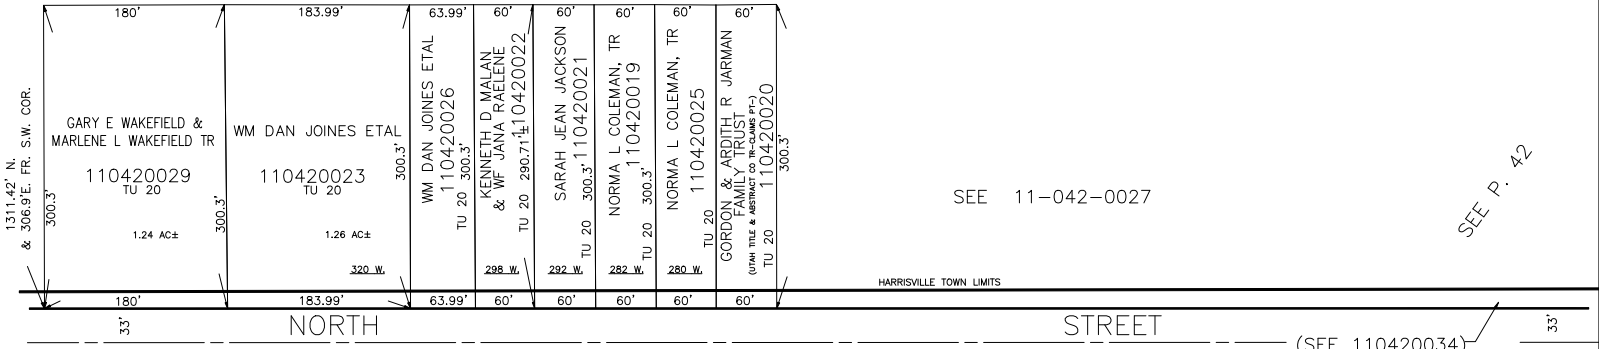 180'
183.99'
63.99'
60'
60'
60'
60'
60'
1311.42' N.
& 306.9'E. FR. S.W. COR.
300.3'
GARY E WAKEFIELD &
MARLENE L WAKEFIELD TR
110420029
TU 20
1.24 AC±
300.3'
WM DAN JOINES ETAL
110420023
TU 20
1.26 AC±
300.3'
320 W.
WM DAN JOINES ETAL
110420026
TU 20 300.3'
KENNETH D MALAN
& WF JANA RAELENE
110420022
TU 20 290.71'±
298 W.
SARAH JEAN JACKSON
110420021
TU 20 300.3'
292 W.
NORMA L COLEMAN, TR
110420019
TU 20 300.3'
282 W.
NORMA L COLEMAN, TR
110420025
TU 20
280 W.
GORDON & ARDITH R JARMAN
FAMILY TRUST
(UTAH TITLE & ABSTRACT CO TR-CLAIMS PT-)
110420020
TU 20
300.3'
SEE 11-042-0027
SEE P. 42
HARRISVILLE TOWN LIMITS
180'
183.99'
63.99'
60'
60'
60'
60'
60'
33'
NORTH STREET
33'
(SEE 110420034)